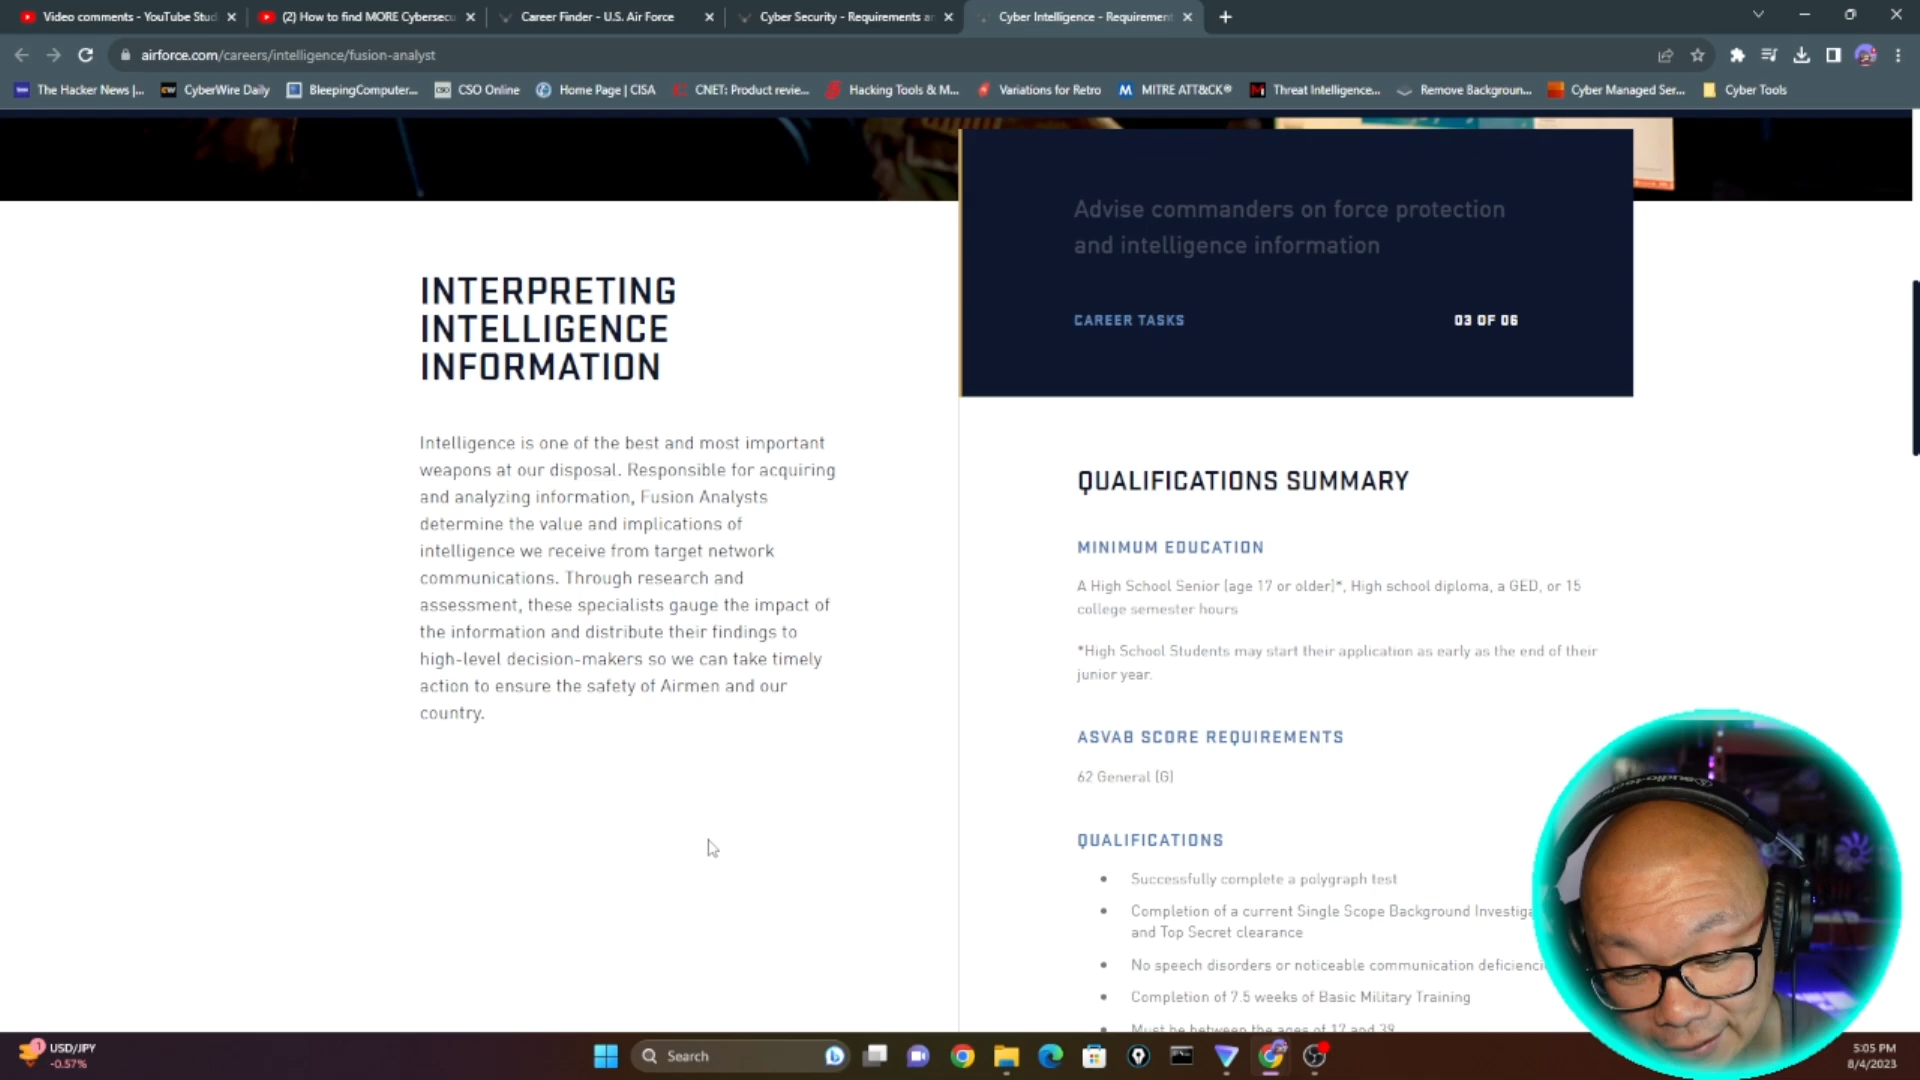 Video comments - YouTube Stud
(2) How to find MORE Cybersecu
Career Finder - U.S. Air Force
Cyber Security - Requirements a
Cyber Intelligence - Requirement
airforce.com/careers/intelligence/fusion-analyst
The Hacker News |...
CyberWire Daily
BleepingComputer...
CSO Online
Home Page | CISA
CNET: Product revie...
Hacking Tools & M...
Variations for Retro
MITRE ATT&CK®
Threat Intelligence...
Remove Backgroun...
Cyber Managed Ser...
Cyber Tools
Advise commanders on force protection
and intelligence information
CAREER TASKS
03 OF 06
INTERPRETING
INTELLIGENCE
INFORMATION
Intelligence is one of the best and most important
weapons at our disposal. Responsible for acquiring
and analyzing information, Fusion Analysts
determine the value and implications of
intelligence we receive from target network
communications. Through research and
assessment, these specialists gauge the impact of
the information and distribute their findings to
high-level decision-makers so we can take timely
action to ensure the safety of Airmen and our
country.
QUALIFICATIONS SUMMARY
MINIMUM EDUCATION
A High School Senior (age 17 or older)*, High school diploma, a GED, or 15
college semester hours
*High School Students may start their application as early as the end of their
junior year.
ASVAB SCORE REQUIREMENTS
62 General (G)
QUALIFICATIONS
Successfully complete a polygraph test
Completion of a current Single Scope Background Investiga
and Top Secret clearance
No speech disorders or noticeable communication deficienci
Completion of 7.5 weeks of Basic Military Training
Must be between the ages of 17 and 39
USD/JPY
-0.57%
Search
5:05 PM
8/4/2023